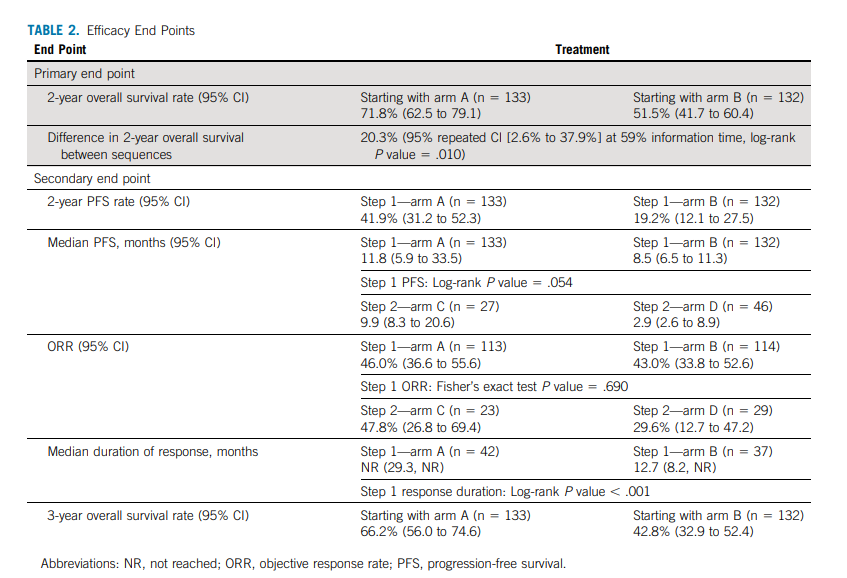 TABLE 2. Efficacy End Points
End Point Treatment
Primary end point
2-year overall survival rate (95% CI) Starting with arm A (n = 133) Starting with arm B (n = 132)
71.8% (62.5 to 79.1) 51.5% (41.7 to 60.4)
Difference in 2-year overall survival 20.3% (95% repeated CI [2.6% to 37.9%] at 59% information time, log-rank
between sequences P value = .010)
Secondary end point
2-year PFS rate (95% CI) Step 1—arm A (n = 133) Step 1—arm B (n = 132)
41.9% (31.2 to 52.3) 19.2% (12.1 to 27.5)
Median PFS, months (95% CI) Step 1—arm A (n = 133) Step 1—arm B (n = 132)
11.8 (5.9 to 33.5) 8.5 (6.5 to 11.3)
Step 1 PFS: Log-rank P value = .054
Step 2—arm C (n = 27) Step 2—arm D (n = 46)
9.9 (8.3 to 20.6) 2.9 (2.6 to 8.9)
ORR (95% CI) Step 1—arm A (n = 113) Step 1—arm B (n = 114)
46.0% (36.6 to 55.6) 43.0% (33.8 to 52.6)
Step 1 ORR: Fisher's exact test P value = .690
Step 2—arm C (n = 23) Step 2—arm D (n = 29)
47.8% (26.8 to 69.4) 29.6% (12.7 to 47.2)
Median duration of response, months Step 1—arm A (n = 42) Step 1—arm B (n = 37)
NR (29.3, NR) 12.7 (8.2, NR)
Step 1 response duration: Log-rank P value < .001
3-year overall survival rate (95% CI) Starting with arm A (n = 133) Starting with arm B (n = 132)
66.2% (56.0 to 74.6) 42.8% (32.9 to 52.4)
Abbreviations: NR, not reached; ORR, objective response rate; PFS, progression-free survival.